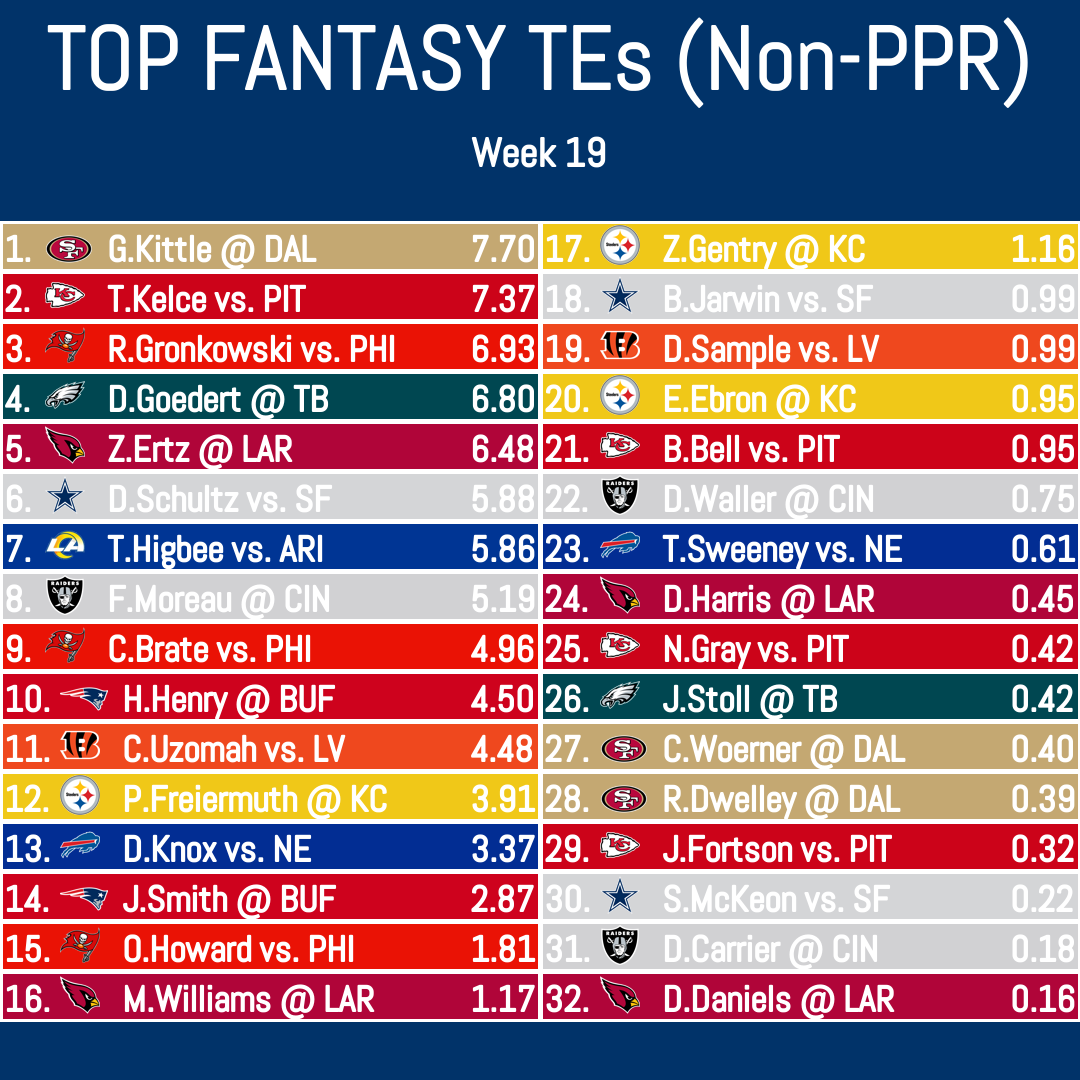 TOP FANTASY TEs (Non-PPR)
Week 19
1. G.Kittle @ DAL 7.70
2. T.Kelce vs. PIT 7.37
3. R.Gronkowski vs. PHI 6.93
4. D.Goedert @ TB 6.80
5. Z.Ertz @ LAR 6.48
6. D.Schultz vs. SF 5.88
7. T.Higbee vs. ARI 5.86
8. F.Moreau @ CIN 5.19
9. C.Brate vs. PHI 4.96
10. H.Henry @ BUF 4.50
11. C.Uzomah vs. LV 4.48
12. P.Freiermuth @ KC 3.91
13. D.Knox vs. NE 3.37
14. J.Smith @ BUF 2.87
15. O.Howard vs. PHI 1.81
16. M.Williams @ LAR 1.17
17. Z.Gentry @ KC 1.16
18. B.Jarwin vs. SF 0.99
19. D.Sample vs. LV 0.99
20. E.Ebron @ KC 0.95
21. B.Bell vs. PIT 0.95
22. D.Waller @ CIN 0.75
23. T.Sweeney vs. NE 0.61
24. D.Harris @ LAR 0.45
25. N.Gray vs. PIT 0.42
26. J.Stoll @ TB 0.42
27. C.Woerner @ DAL 0.40
28. R.Dwelley @ DAL 0.39
29. J.Fortson vs. PIT 0.32
30. S.McKeon vs. SF 0.22
31. D.Carrier @ CIN 0.18
32. D.Daniels @ LAR 0.16